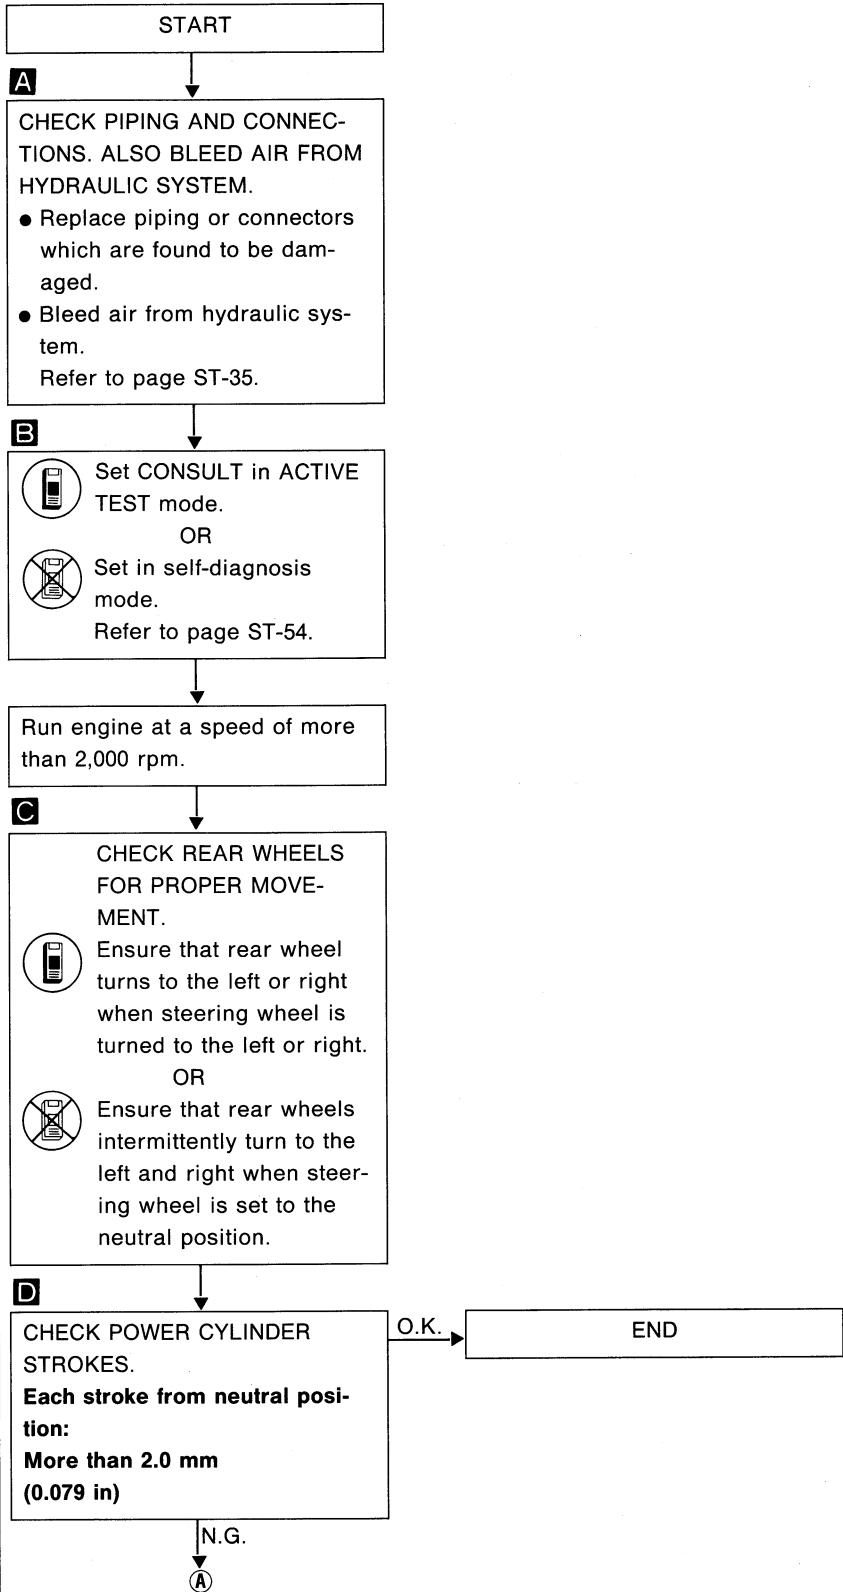 START
A
CHECK PIPING AND CONNEC-
TIONS. ALSO BLEED AIR FROM
HYDRAULIC SYSTEM.
● Replace piping or connectors
which are found to be dam-
aged.
● Bleed air from hydraulic sys-
tem.
Refer to page ST-35.
B
Set CONSULT in ACTIVE
TEST mode.
OR
Set in self-diagnosis
mode.
Refer to page ST-54.
Run engine at a speed of more
than 2,000 rpm.
C
CHECK REAR WHEELS
FOR PROPER MOVE-
MENT.
Ensure that rear wheel
turns to the left or right
when steering wheel is
turned to the left or right.
OR
Ensure that rear wheels
intermittently turn to the
left and right when steer-
ing wheel is set to the
neutral position.
D
CHECK POWER CYLINDER
STROKES.
Each stroke from neutral posi-
tion:
More than 2.0 mm
(0.079 in)
O.K.
END
N.G.
Ⓐ